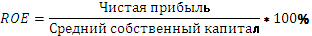 ROE = Чистая прибыль / Средний собственный капитал * 100%